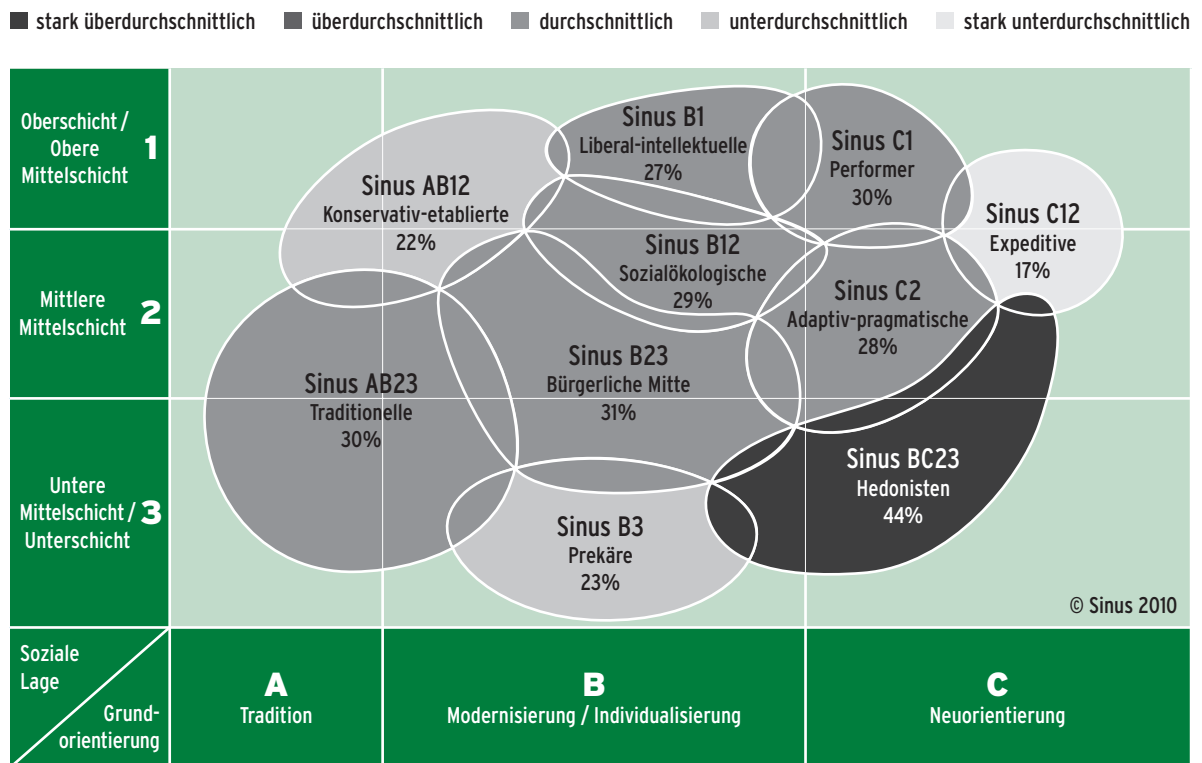 stark überdurchschnittlich
überdurchschnittlich
durchschnittlich
unterdurchschnittlich
stark unterdurchschnittlich
Oberschicht /
Obere
Mittelschicht
1
Mittlere
Mittelschicht
2
Untere
Mittelschicht /
Unterschicht
3
Sinus B1
Liberal-intellektuelle
27%
Sinus C1
Performer
30%
Sinus AB12
Konservativ-etablierte
22%
Sinus C12
Expeditive
17%
Sinus B12
Sozialökologische
29%
Sinus C2
Adaptiv-pragmatische
28%
Sinus AB23
Traditionelle
30%
Sinus B23
Bürgerliche Mitte
31%
Sinus BC23
Hedonisten
44%
Sinus B3
Prekäre
23%
© Sinus 2010
Soziale
Lage
Grund-
orientierung
A
Tradition
B
Modernisierung / Individualisierung
C
Neuorientierung